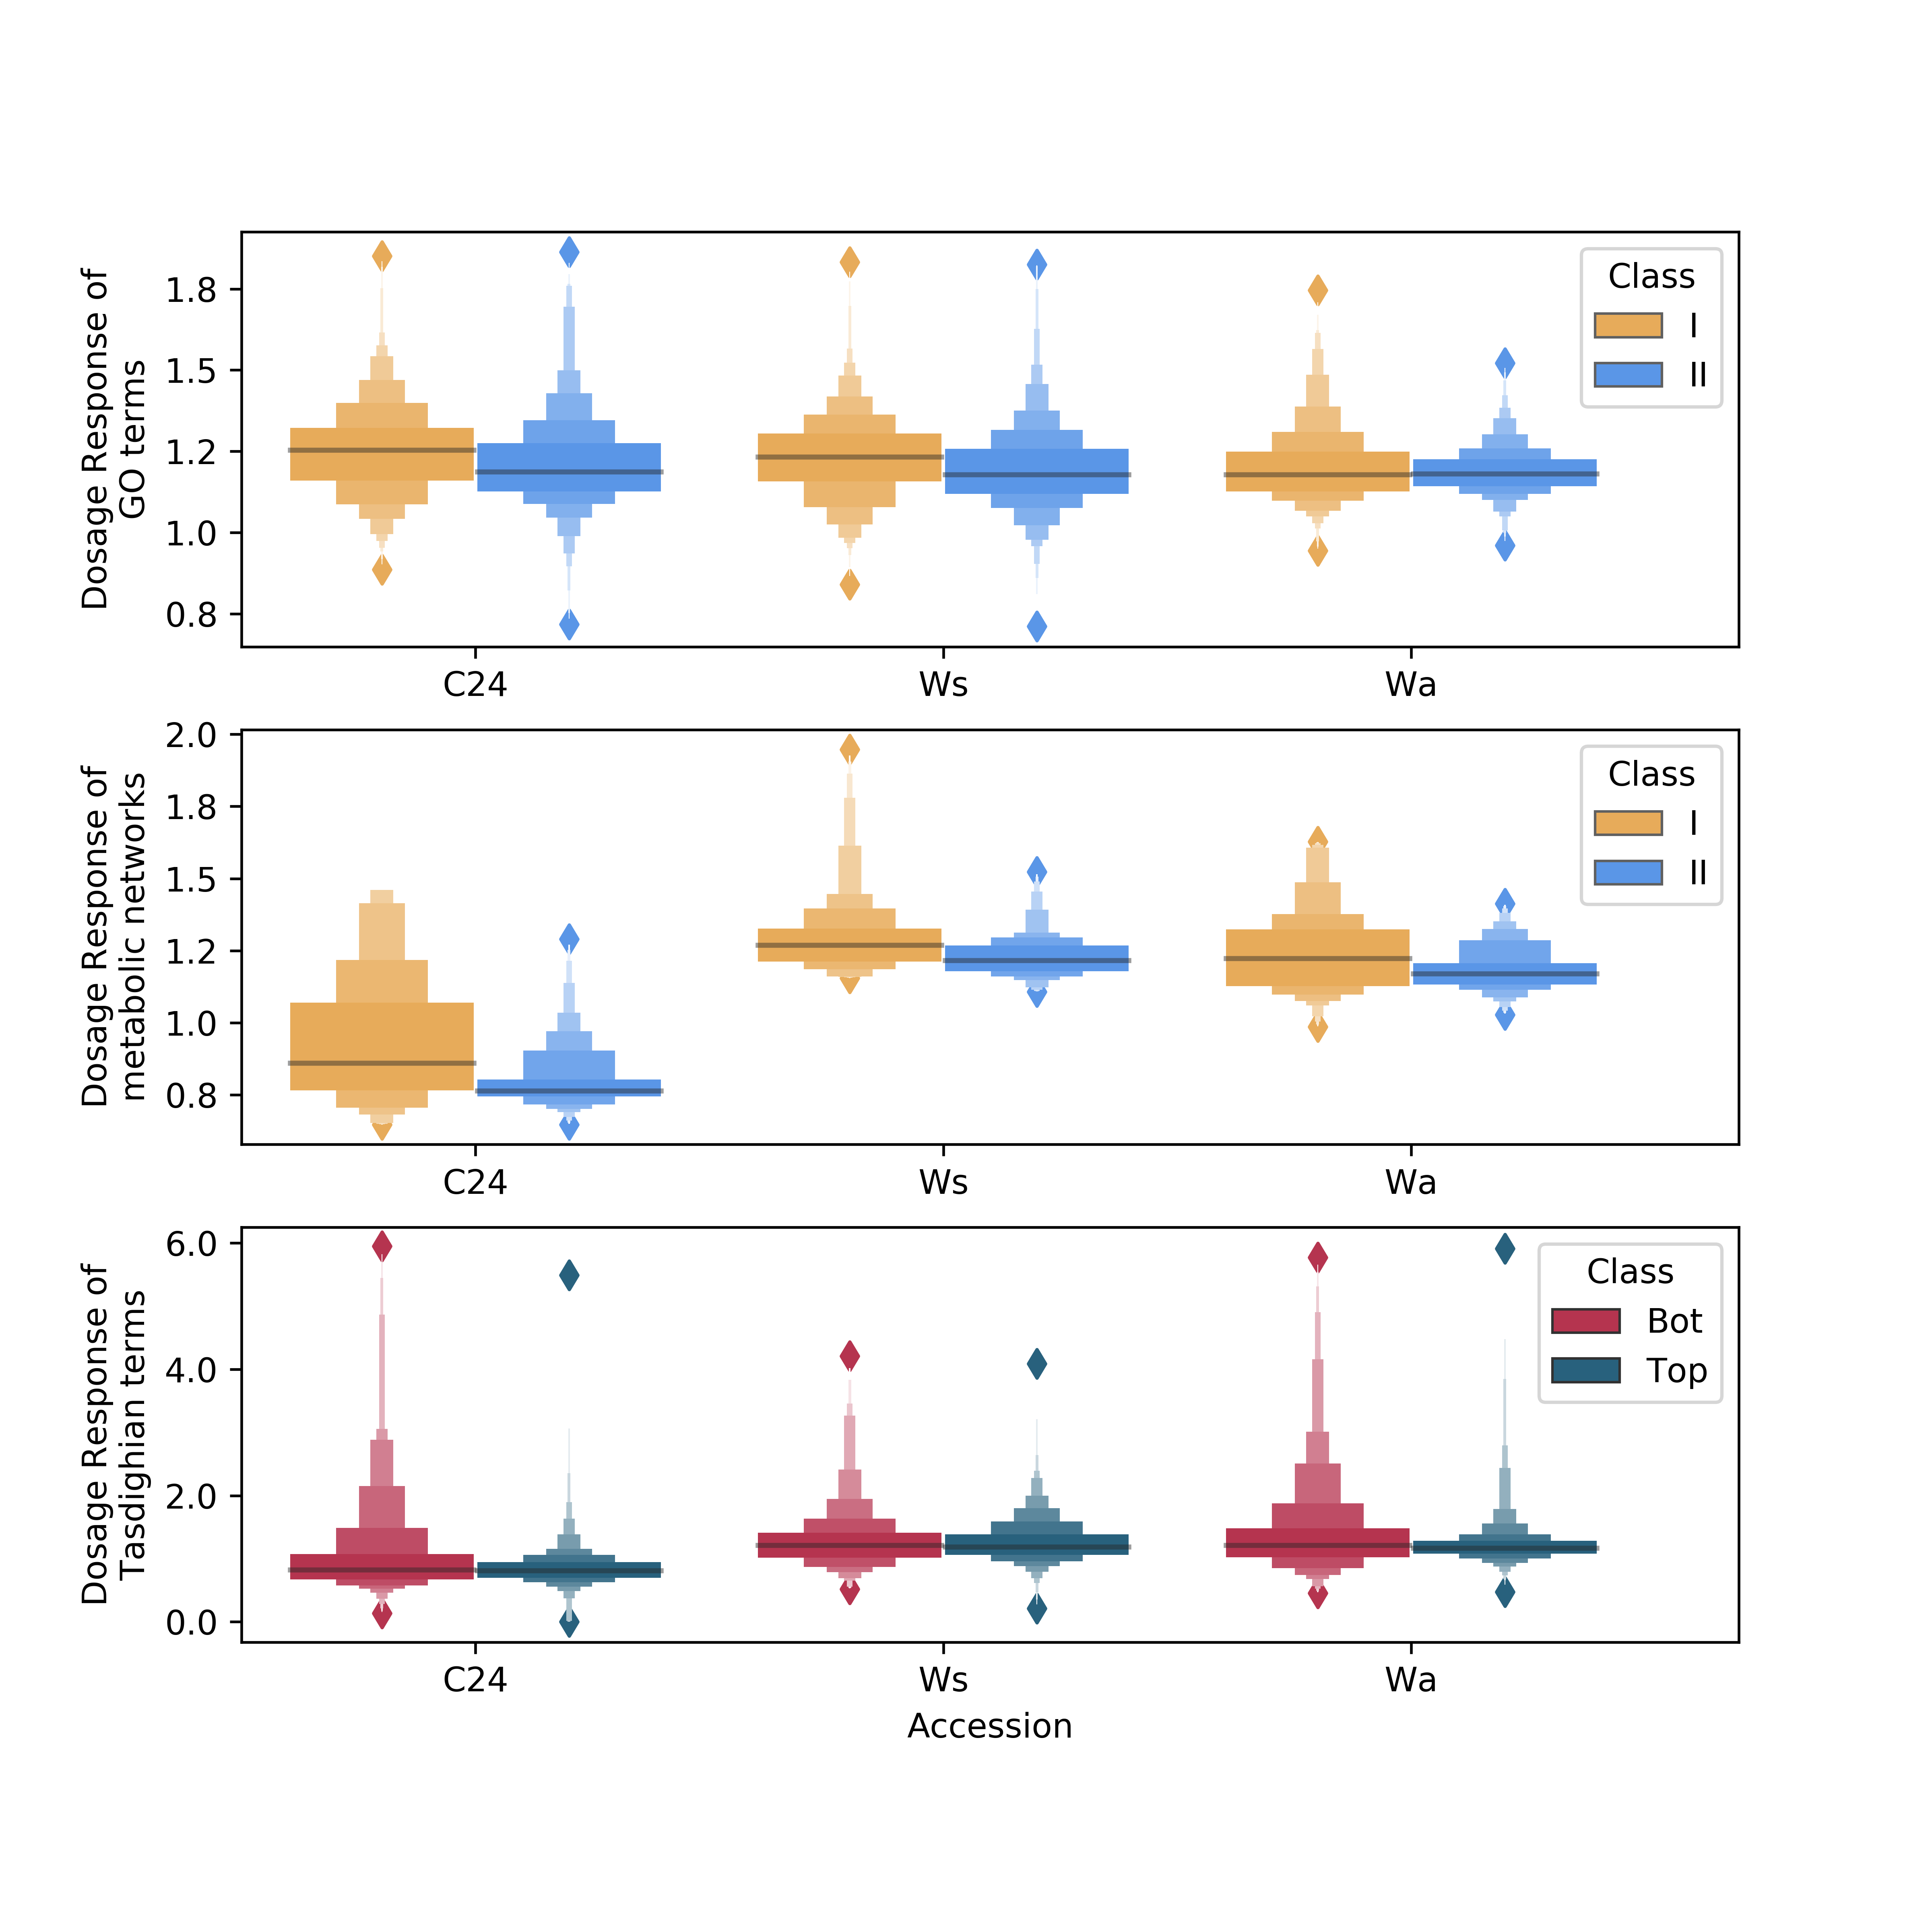 Dosage Response of
GO terms
1.8
1.5
1.2
1.0
0.8
C24
Ws
Wa
Class
I
II
Dosage Response of
metabolic networks
2.0
1.8
1.5
1.2
1.0
0.8
C24
Ws
Wa
Class
I
II
Dosage Response of
Tasdighian terms
6.0
4.0
2.0
0.0
C24
Ws
Wa
Class
Bot
Top
Accession